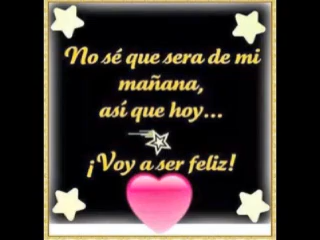 No sé que sera de mi
mañana,
así que hoy...
¡Voy a ser feliz!